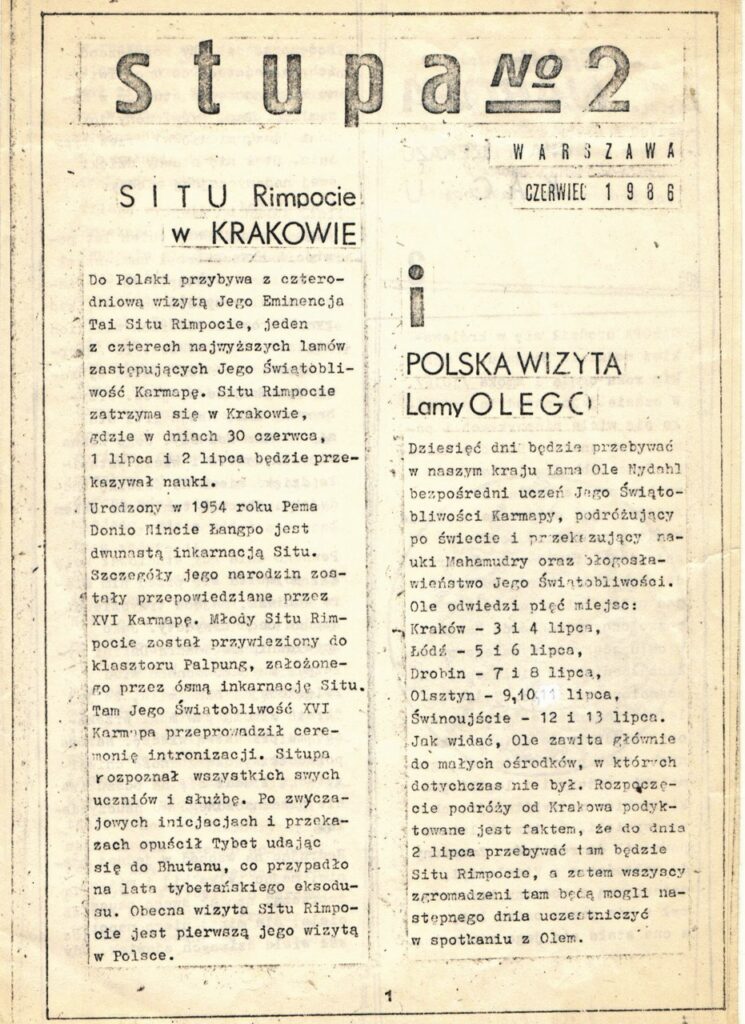 stupa No 2
WARSZAWA
CZERWIEC 1986
SITU Rimpocie
w KRAKOWIE
Do Polski przybywa z cztero-
dniową wizytą Jego Eminencja
Tai Situ Rimpocie, jeden
z czterech najwyższych lamów
zastępujących Jego Świątobli-
wość Karmapę. Situ Rimpocie
zatrzyma się w Krakowie,
gdzie w dniach 30 czerwca,
1 lipca i 2 lipca będzie prze-
kazywał nauki.
Urodzony w 1954 roku Pema
Donio Nincie Łangpo jest
dwunastą inkarnacją Situ.
Szczegóły jego narodzin zos-
tały przepowiedziane przez
XVI Karmapę. Młody Situ Rim-
pocie został przywieziony do
klasztoru Palpung, założone-
go przez ósmą inkarnację Situ.
Tam Jego Światobliwość XVI
Karmapa przeprowadził cere-
monię intronizacji. Situpa
rozpoznał wszystkich swych
uczniów i służbę. Po zwycza-
jowych inicjacjach i przeka-
zach opuścił Tybet udając
się do Bhutanu, co przypadło
na lata tybetańskiego eksodu-
su. Obecna wizyta Situ Rimpo-
cie jest pierwszą jego wizytą
w Polsce.
i
POLSKA WIZYTA
Lamy OLEGO
Dziesięć dni będzie przebywać
w naszym kraju Lama Ole Nydahl
bezpośredni uczeń Jego Świąto-
bliwości Karmapy, podróżujący
po świecie i przekazujący na-
uki Mahamudry oraz błogosła-
wieństwo Jego Świątobliwości.
Ole odwiedzi pięć miejsc:
Kraków - 3 i 4 lipca,
Łódź - 5 i 6 lipca,
Drobin - 7 i 8 lipca,
Olsztyn - 9,10,11 lipca,
Świnoujście - 12 i 13 lipca.
Jak widać, Ole zawita głównie
do małych ośrodków, w których
dotychczas nie był. Rozpoczę-
cie podróży od Krakowa podyk-
towane jest faktem, że do dnia
2 lipca przebywać tam będzie
Situ Rimpocie, a zatem wszyscy
zgromadzeni tam będą mogli na-
stępnego dnia uczestniczyć
w spotkaniu z Olem.
1